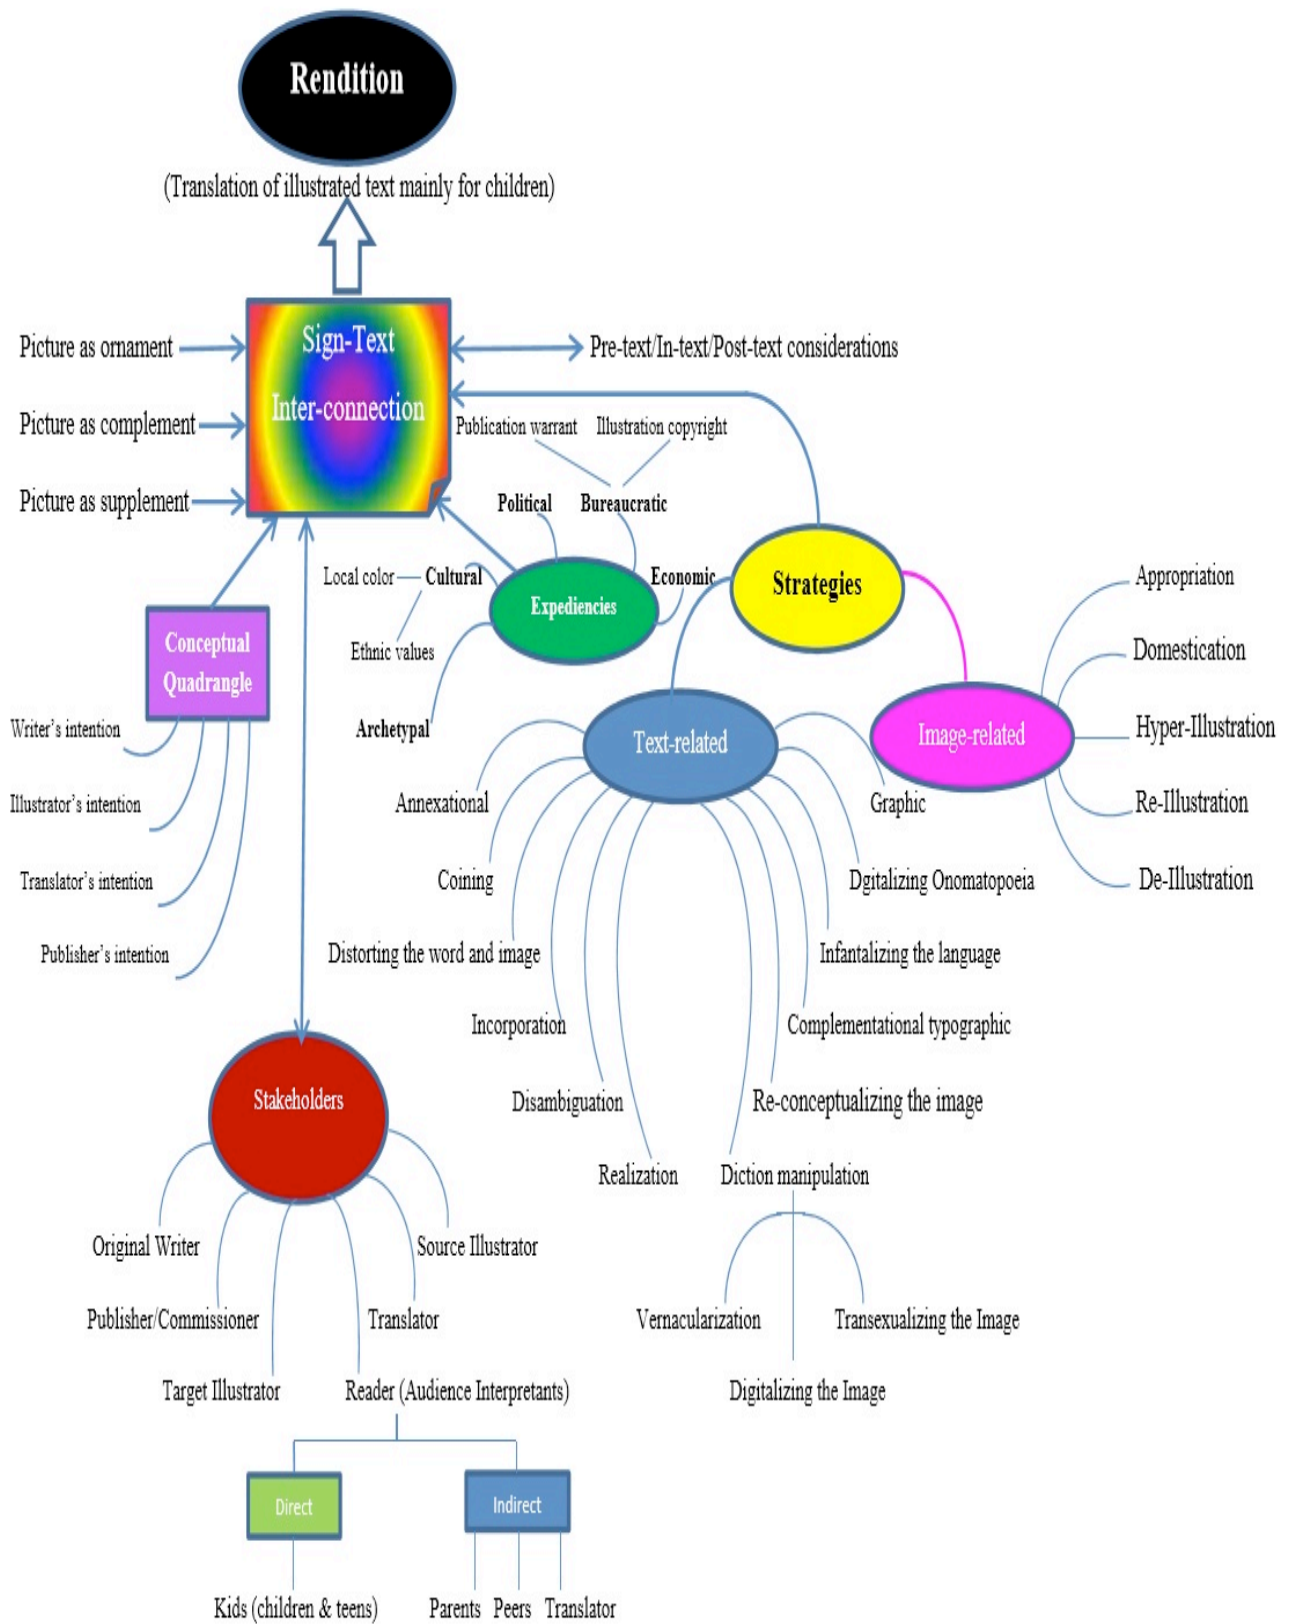 Rendition
(Translation of illustrated text mainly for children)
Sign-Text
Inter-connection
Picture as ornament
Picture as complement
Picture as supplement
Pre-text/In-text/Post-text considerations
Publication warrant
Illustration copyright
Political
Bureaucratic
Local color
Cultural
Economic
Ethnic values
Archetypal
Expediencies
Strategies
Conceptual
Quadrangle
Writer's intention
Illustrator's intention
Translator's intention
Publisher's intention
Text-related
Image-related
Appropriation
Domestication
Hyper-Illustration
Re-Illustration
De-Illustration
Annexational
Graphic
Coining
Dgitalizing Onomatopoeia
Distorting the word and image
Infantalizing the language
Incorporation
Complementational typographic
Disambiguation
Re-conceptualizing the image
Realization
Diction manipulation
Vernacularization
Transexualizing the Image
Digitalizing the Image
Stakeholders
Original Writer
Source Illustrator
Publisher/Commissioner
Translator
Target Illustrator
Reader (Audience Interpretants)
Direct
Indirect
Kids (children & teens)
Parents
Peers
Translator